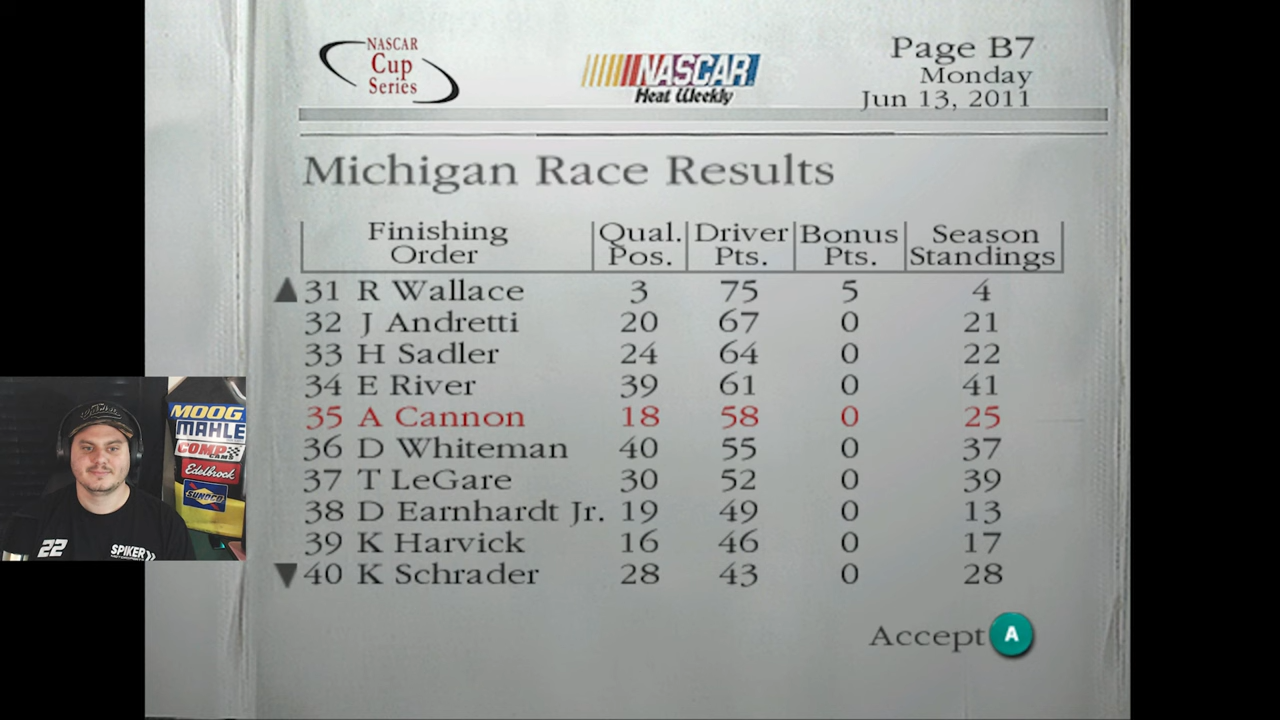 NASCAR
Cup
Series
NASCAR
Heat Weekly
Page B7
Monday
Jun 13, 2011
Michigan Race Results
Finishing Order Qual. Pos. Driver Pts. Bonus Pts. Season Standings
31 R Wallace 3 75 5 4
32 J Andretti 20 67 0 21
33 H Sadler 24 64 0 22
34 E River 39 61 0 41
35 A Cannon 18 58 0 25
36 D Whiteman 40 55 0 37
37 T LeGare 30 52 0 39
38 D Earnhardt Jr. 19 49 0 13
39 K Harvick 16 46 0 17
40 K Schrader 28 43 0 28
Accept A
MOOG
MAHLE
COMP
CAMS
Edelbrock
SUNOCO
22
SPIKER